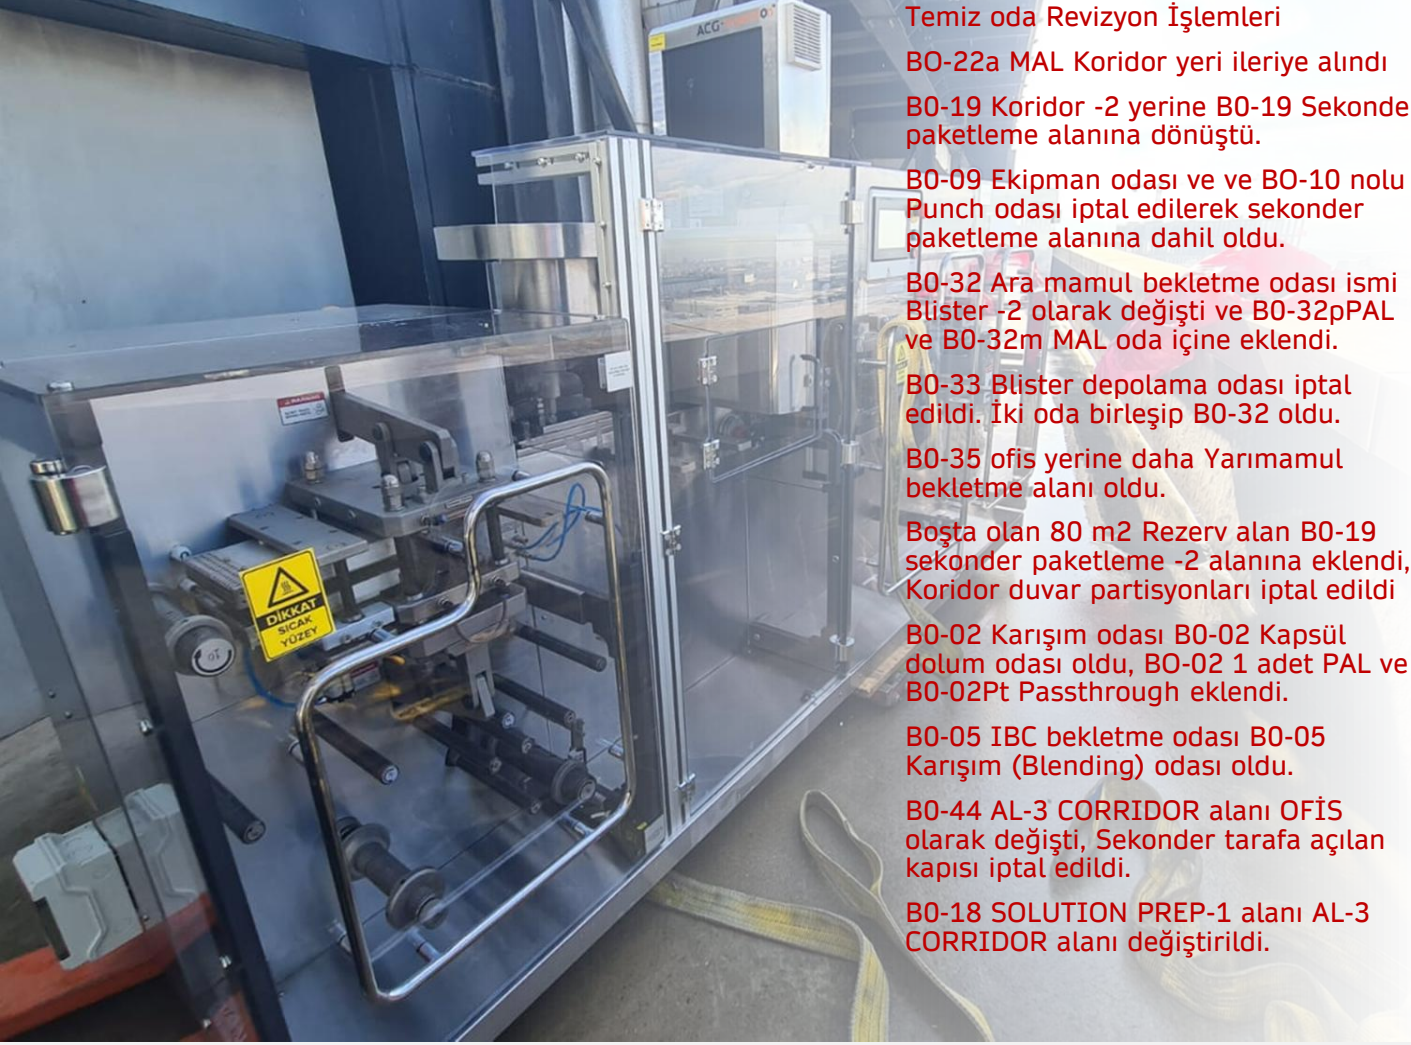 ACG
Temiz oda Revizyon İşlemleri
BO-22a MAL Koridor yeri ileriye alındı
B0-19 Koridor -2 yerine B0-19 Sekonde
paketleme alanına dönüştü.
B0-09 Ekipman odası ve ve BO-10 nolu
Punch odası iptal edilerek sekonder
paketleme alanına dahil oldu.
B0-32 Ara mamul bekletme odası ismi
Blister -2 olarak değişti ve B0-32pPAL
ve B0-32m MAL oda içine eklendi.
B0-33 Blister depolama odası iptal
edildi. İki oda birleşip B0-32 oldu.
B0-35 ofis yerine daha Yarımamul
bekletme alanı oldu.
Boşta olan 80 m2 Rezerv alan B0-19
sekonder paketleme -2 alanına eklendi,
Koridor duvar partisyonları iptal edildi
B0-02 Karışım odası B0-02 Kapsül
dolum odası oldu, BO-02 1 adet PAL ve
B0-02Pt Passthrough eklendi.
B0-05 IBC bekletme odası B0-05
Karışım (Blending) odası oldu.
B0-44 AL-3 CORRIDOR alanı OFİS
olarak değişti, Sekonder tarafa açılan
kapısı iptal edildi.
B0-18 SOLUTION PREP-1 alanı AL-3
CORRIDOR alanı değiştirildi.
WARNING
DİKKAT
SICAK
YÜZEY
10